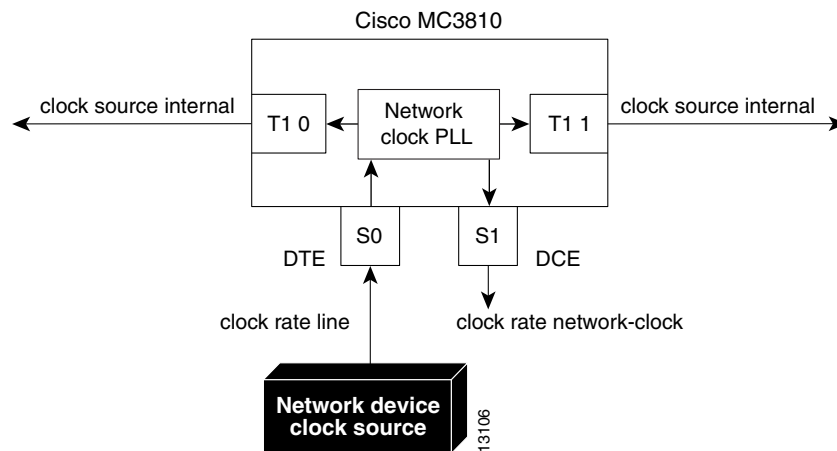 Cisco MC3810
clock source internal
T1 0
Network
clock PLL
T1 1
clock source internal
DTE
S0
S1
DCE
clock rate line
clock rate network-clock
Network device
clock source
13106